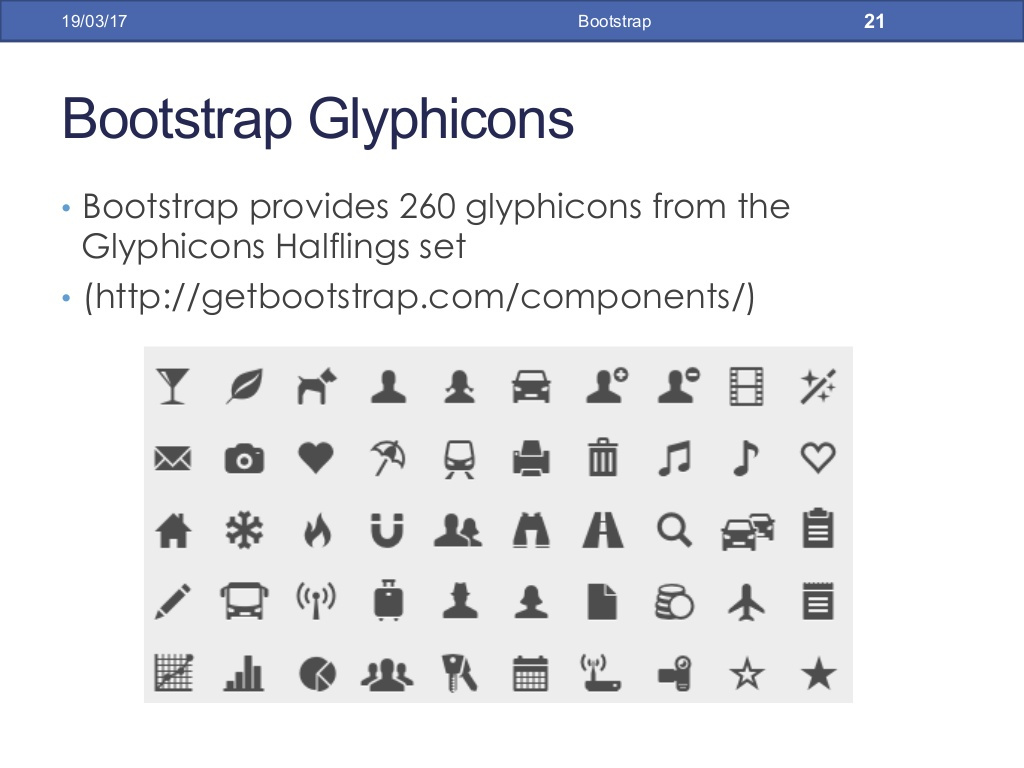 19/03/17 Bootstrap 21
Bootstrap Glyphicons
• Bootstrap provides 260 glyphicons from the
Glyphicons Halflings set
• (http://getbootstrap.com/components/)